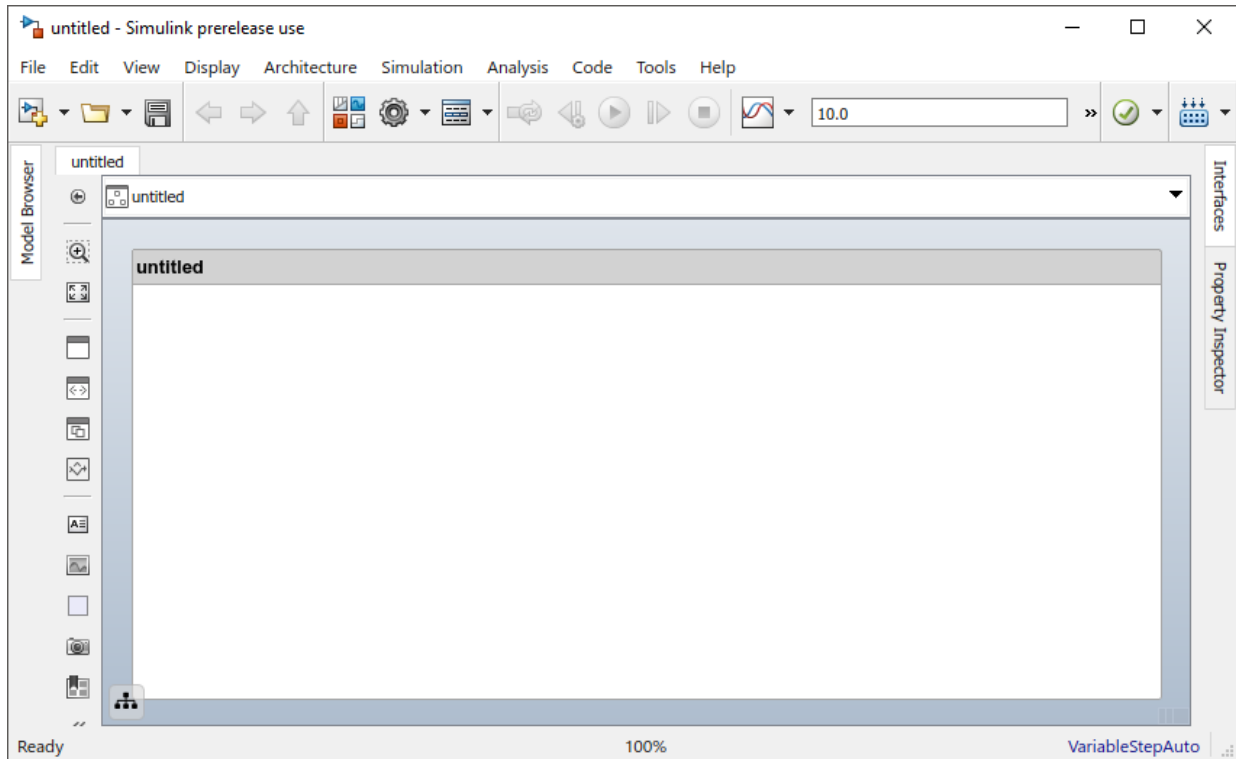 untitled - Simulink prerelease use
File Edit View Display Architecture Simulation Analysis Code Tools Help
10.0
»
Model Browser
untitled
untitled
untitled
Interfaces
Property Inspector
Ready
100%
VariableStepAuto